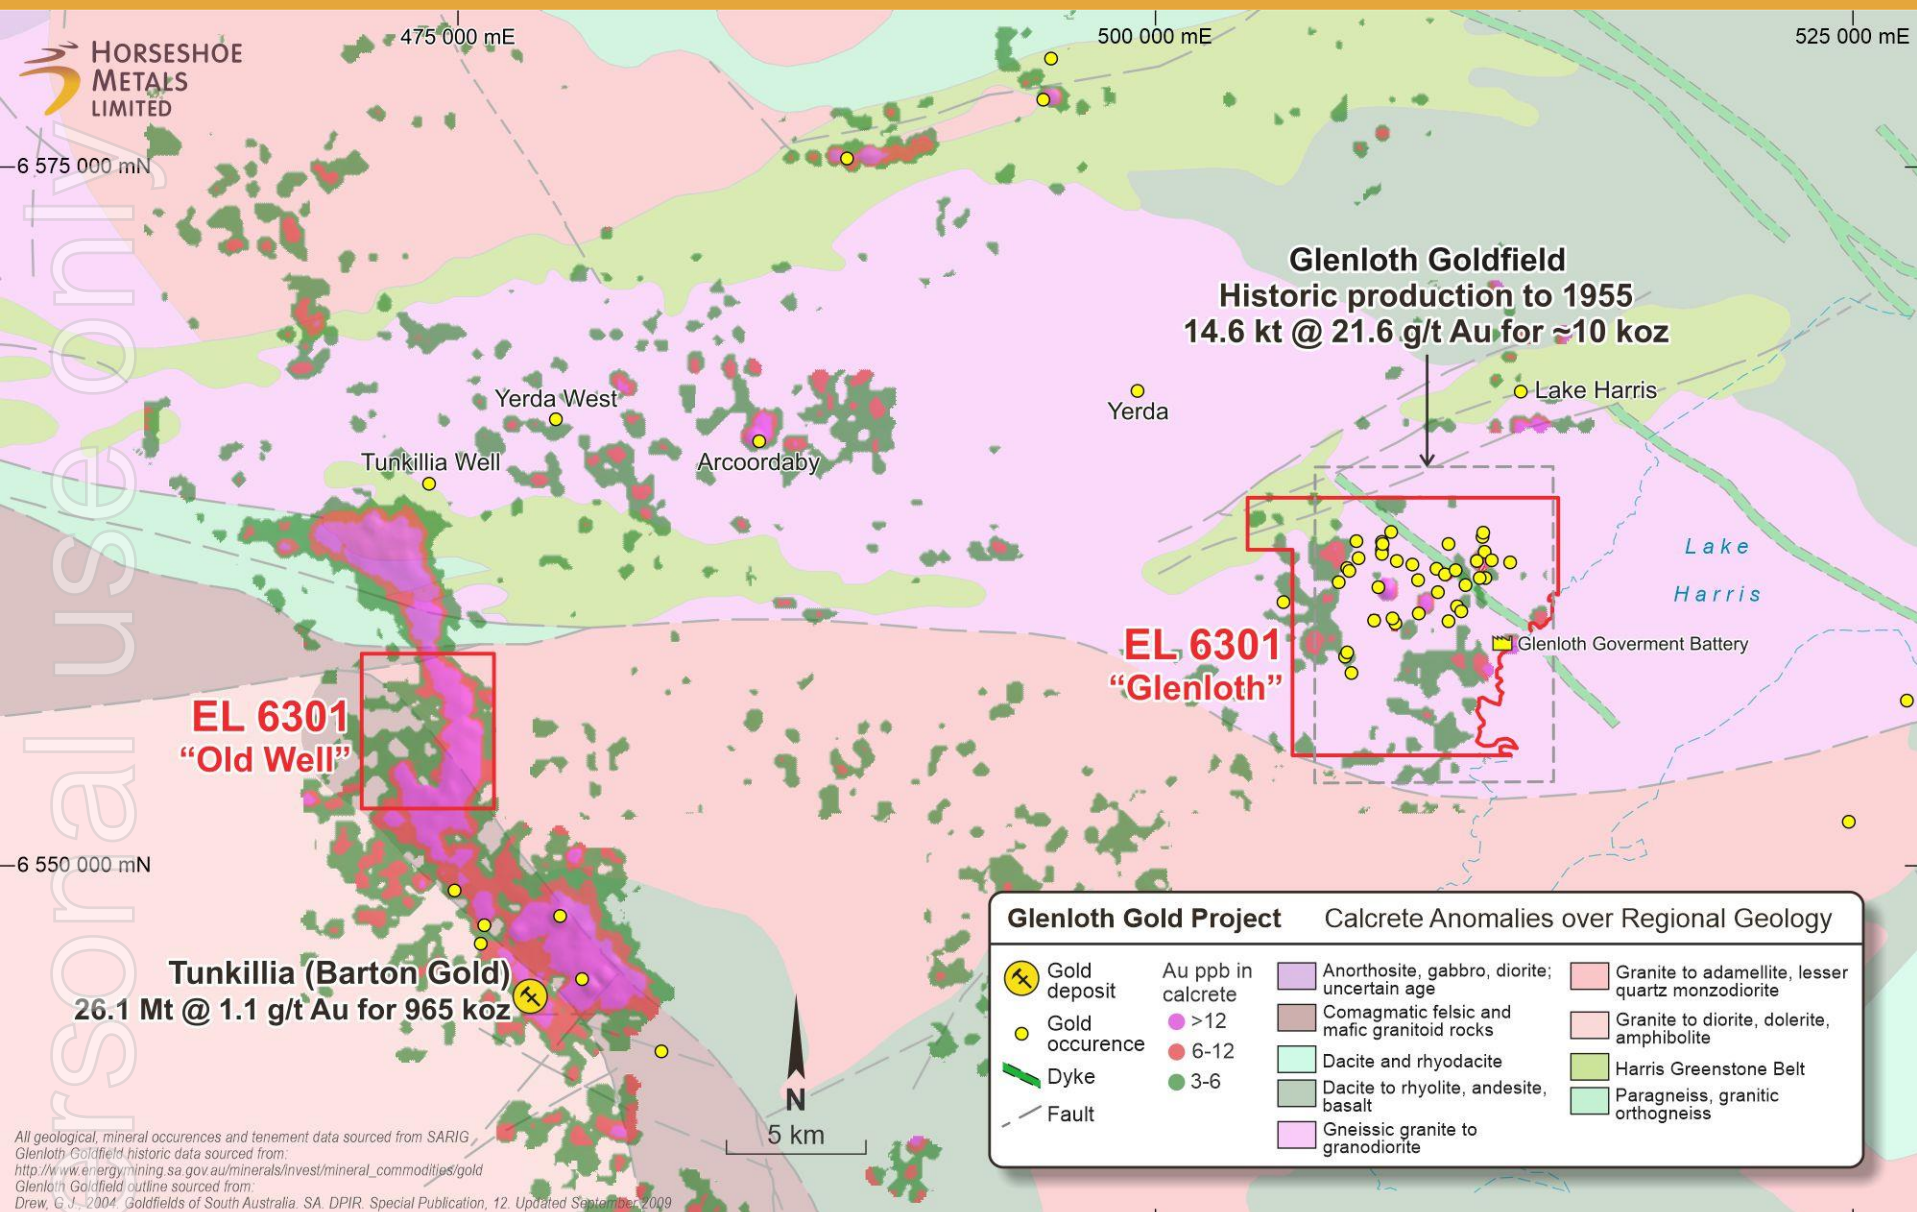 HORSESHOE
METALS
LIMITED
475 000 mE
500 000 mE
525 000 mE
6 575 000 mN
6 550 000 mN
Glenloth Goldfield
Historic production to 1955
14.6 kt @ 21.6 g/t Au for ~10 koz
Yerda West
Tunkillia Well
Arcoordaby
Yerda
Lake Harris
Lake
Harris
EL 6301
“Glenloth”
Glenloth Goverment Battery
EL 6301
“Old Well”
Tunkillia (Barton Gold)
26.1 Mt @ 1.1 g/t Au for 965 koz
N
5 km
Glenloth Gold Project Calcrete Anomalies over Regional Geology
Gold
deposit
Gold
occurence
Dyke
Fault
Au ppb in
calcrete
>12
6-12
3-6
Anorthosite, gabbro, diorite;
uncertain age
Comagmatic felsic and
mafic granitoid rocks
Dacite and rhyodacite
Dacite to rhyolite, andesite,
basalt
Gneissic granite to
granodiorite
Granite to adamellite, lesser
quartz monzodiorite
Granite to diorite, dolerite,
amphibolite
Harris Greenstone Belt
Paragneiss, granitic
orthogneiss
All geological, mineral occurences and tenement data sourced from SARIG
Glenloth Goldfield historic data sourced from:
http://www.energymining.sa.gov.au/minerals/invest/mineral_commodities/gold
Glenloth Goldfield outline sourced from:
Drew, G.J., 2004. Goldfields of South Australia. SA. DPIR. Special Publication, 12. Updated September 2009
ersonal use only